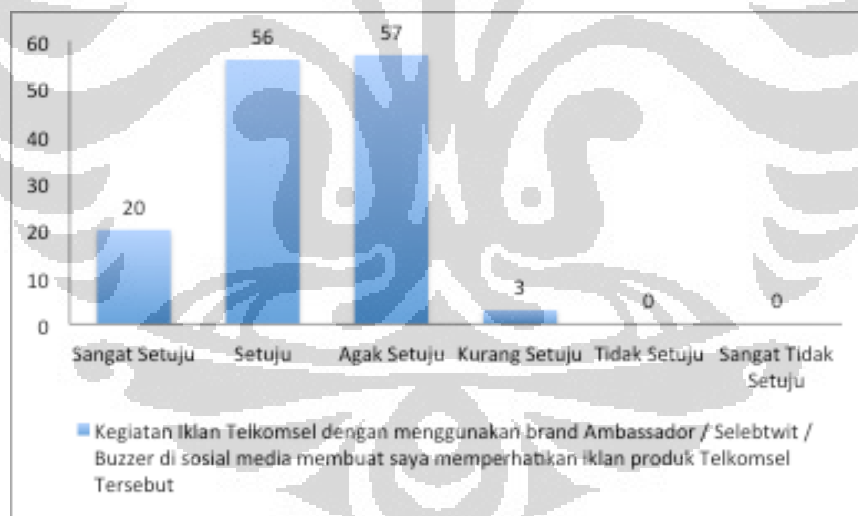 60
50
40
30
20
10
0
20
56
57
3
0
0
Sangat Setuju
Setuju
Agak Setuju
Kurang Setuju
Tidak Setuju
Sangat Tidak
Setuju
Kegiatan Iklan Telkomsel dengan menggunakan brand Ambassador / Selebtwit /
Buzzer di sosial media membuat saya memperhatikan iklan produk Telkomsel
Tersebut